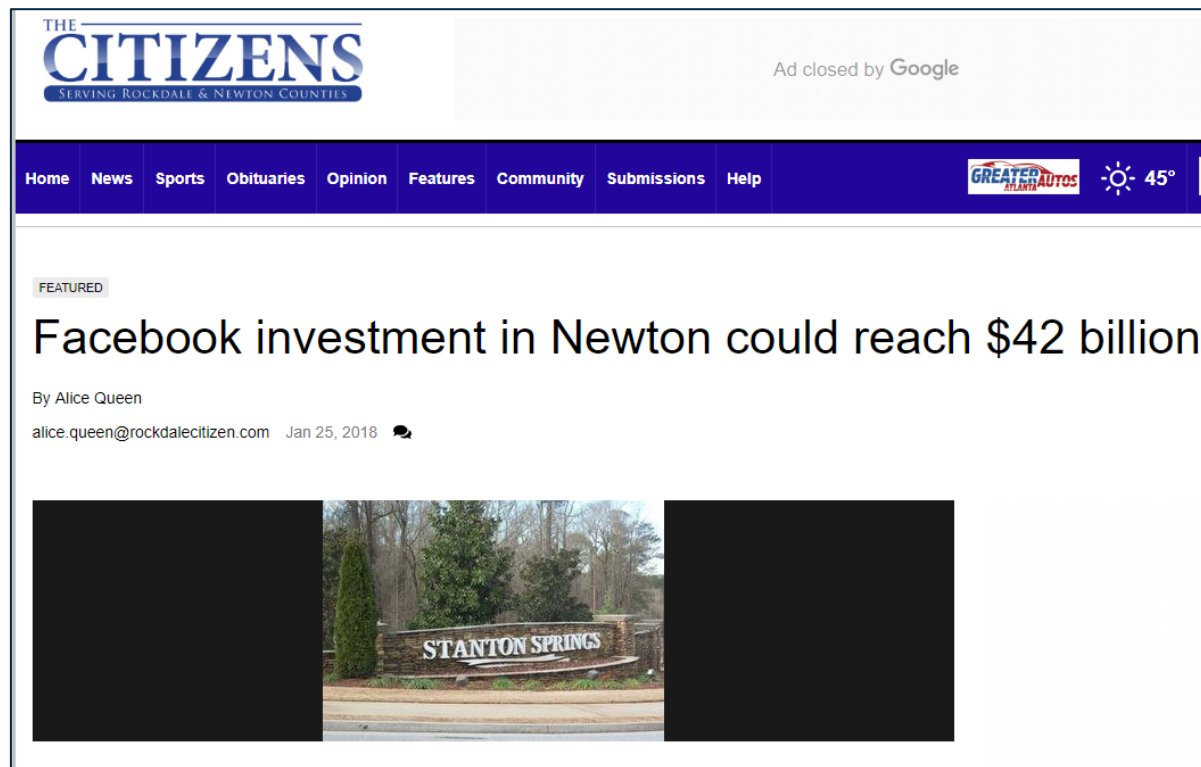 THE
CITIZENS
SERVING ROCKDALE & NEWTON COUNTIES
Ad closed by Google
Home News Sports Obituaries Opinion Features Community Submissions Help
GREATER
ATLANTA AUTOS
45°
FEATURED
Facebook investment in Newton could reach $42 billion
By Alice Queen
alice.queen@rockdalecitizen.com Jan 25, 2018
STANTON SPRINGS